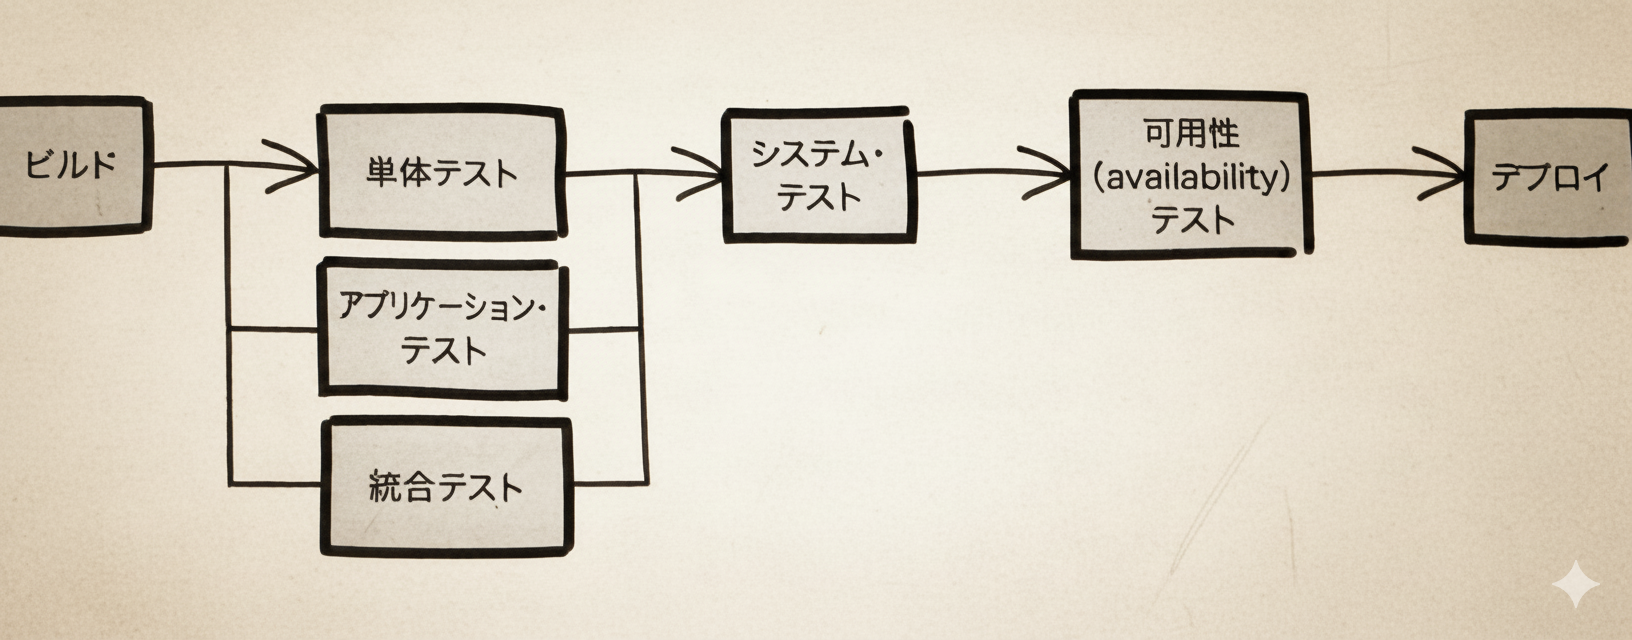 ビルド
単体テスト
アプリケーション・
テスト
統合テスト
システム・
テスト
可用性
(availability)
テスト
デプロイ